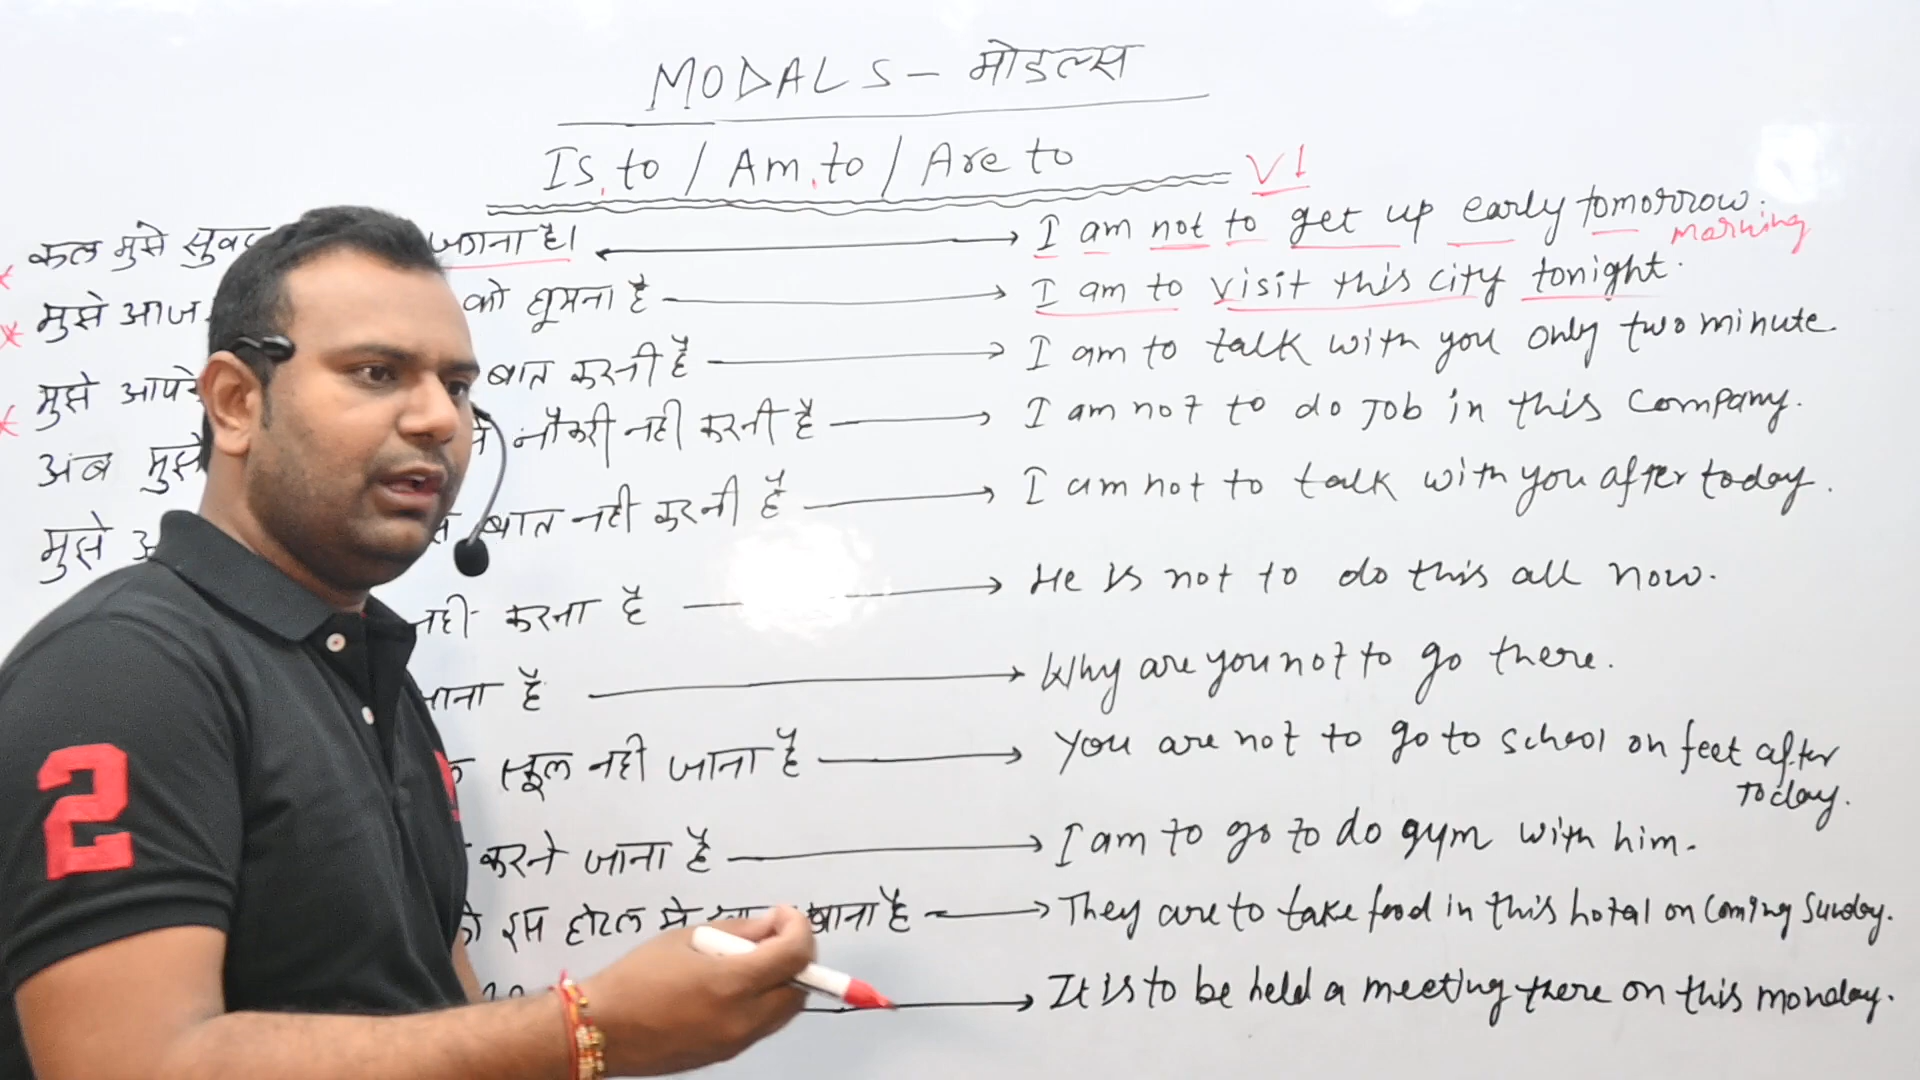 MODALS – मोडल्स
Is to / Am to / Are to V1
कल मुझे जाना है। I am not to get up early tomorrow.
Morning
मुझे आज को घूमना है I am to visit this city tonight.
मुझे बात करनी है I am to talk with you only two minute.
अब मुझे नौकरी नही करनी है I am not to do Job in this company.
मुझे बात नही करनी है I am not to talk with you after today.
नही करना है He is not to do this all now.
जाना है Why are you not to go there.
स्कूल नही जाना है You are not to go to school on feet after
today.
करने जाना है I am to go to do gym with him.
इस होटल मे खाना है They are to take food in this hotal on coming Sunday.
It is to be held a meeting there on this monday.
2